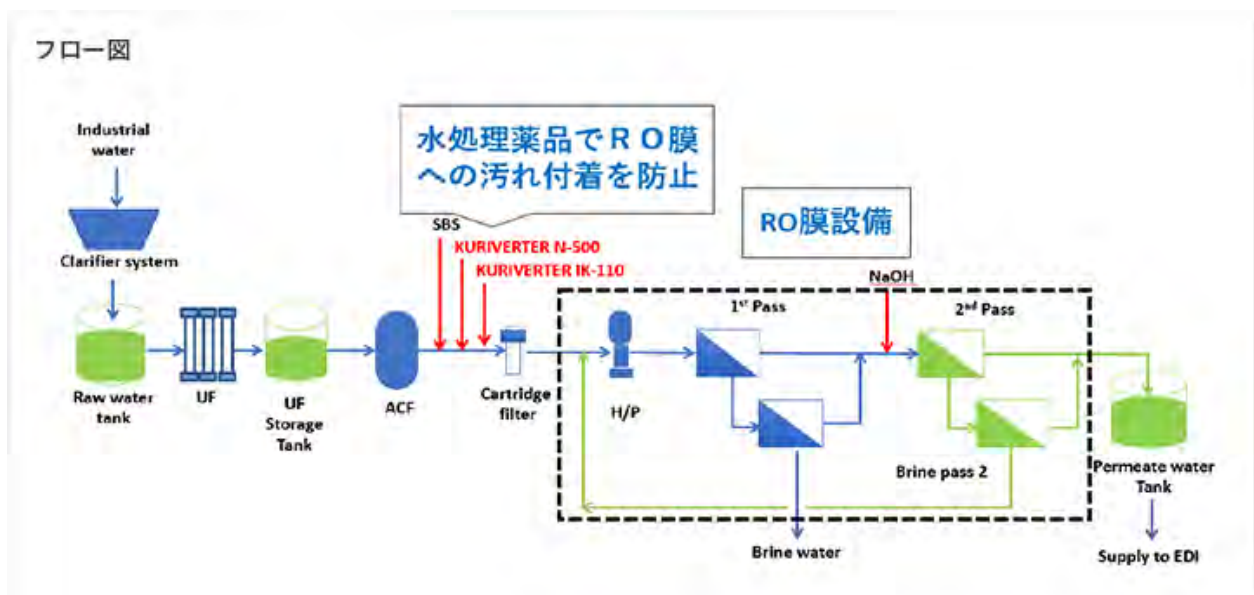 フロー図
Industrial
water
Clarifier system
Raw water
tank
UF
UF
Storage
Tank
ACF
水処理薬品でRO膜
への汚れ付着を防止
SBS
KURIVERTER N-500
KURIVERTER IK-110
Cartridge
filter
RO膜設備
H/P
1st Pass
NaOH
2nd Pass
Brine pass 2
Brine water
Permeate water
Tank
Supply to EDI